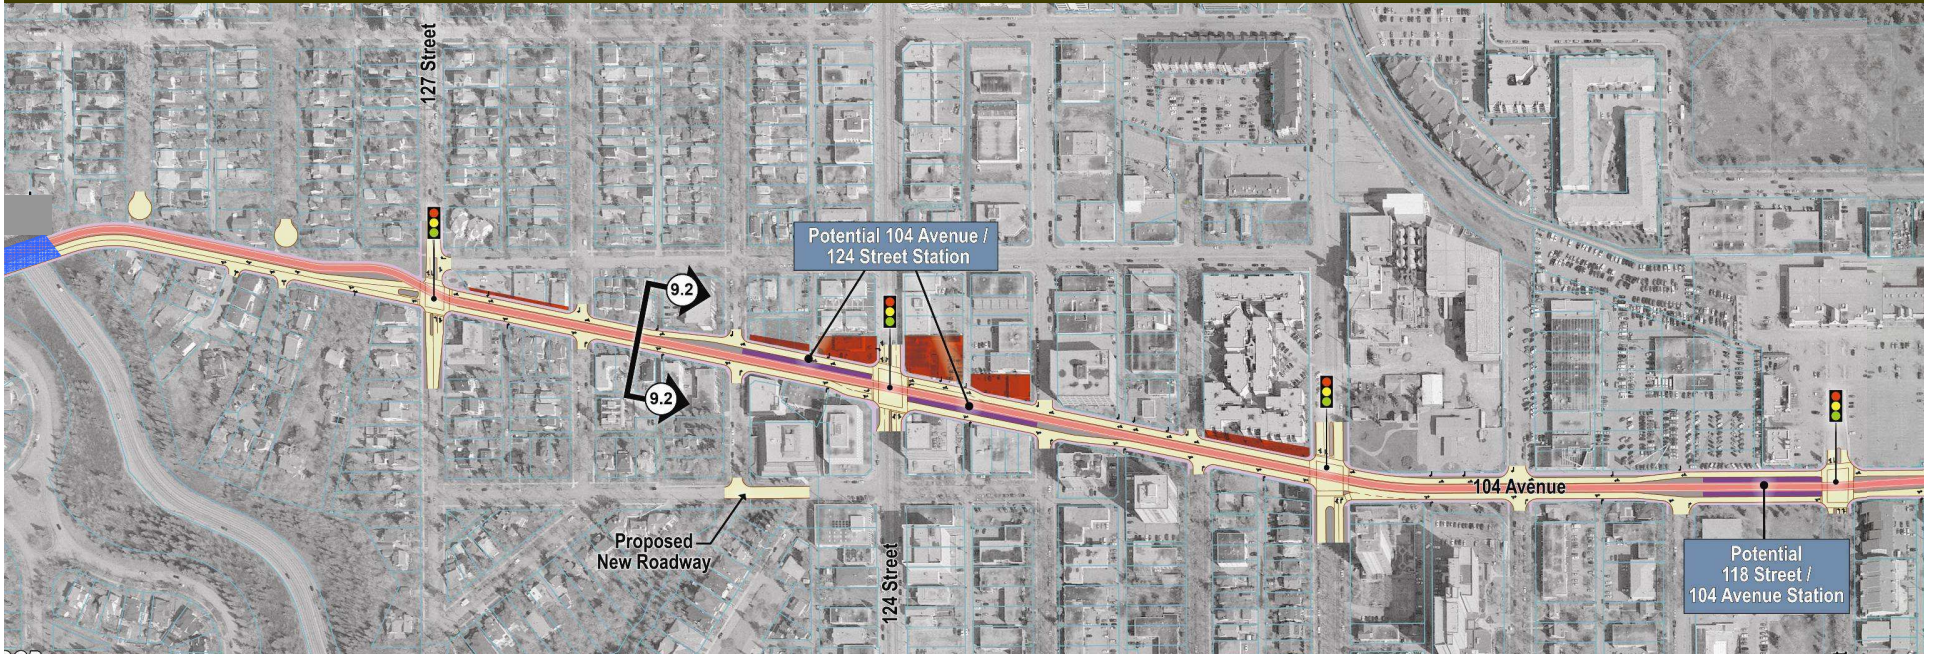 127 Street
Potential 104 Avenue /
124 Street Station
9.2
9.2
104 Avenue
Proposed
New Roadway
124 Street
Potential
118 Street /
104 Avenue Station